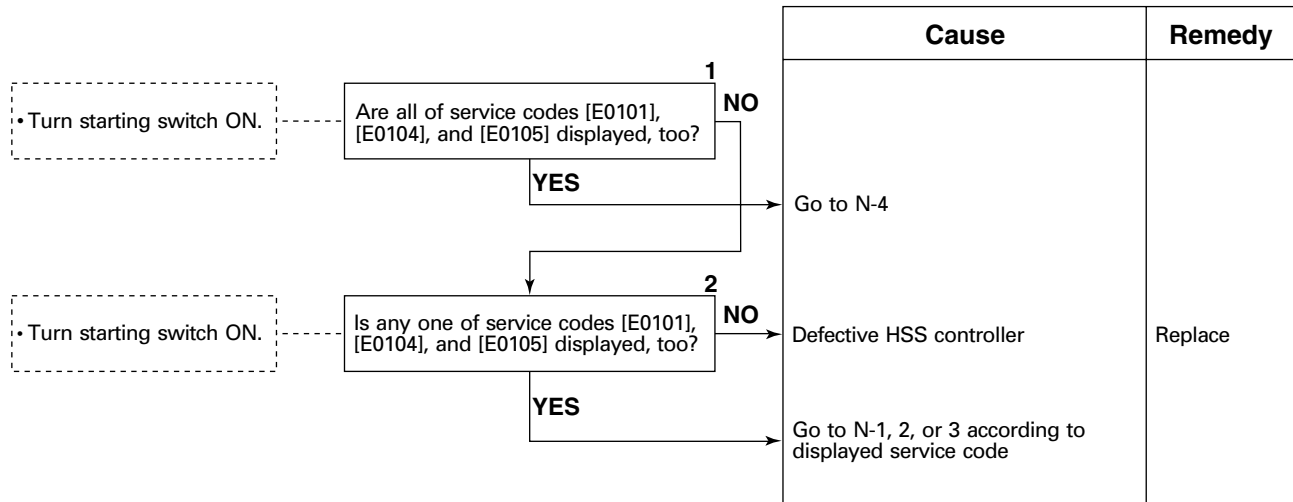 Cause
Remedy
1
• Turn starting switch ON.
Are all of service codes [E0101],
[E0104], and [E0105] displayed, too?
NO
YES
Go to N-4
2
• Turn starting switch ON.
Is any one of service codes [E0101],
[E0104], and [E0105] displayed, too?
NO
Defective HSS controller
Replace
YES
Go to N-1, 2, or 3 according to
displayed service code